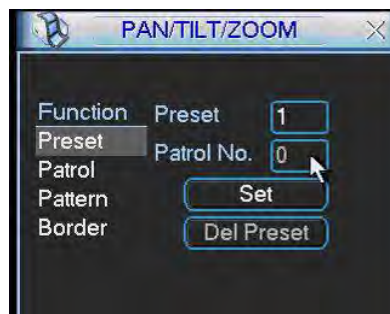 PAN/TILT/ZOOM
Function
Preset
Patrol
Pattern
Border
Preset 1
Patrol No. 0
Set
Del Preset